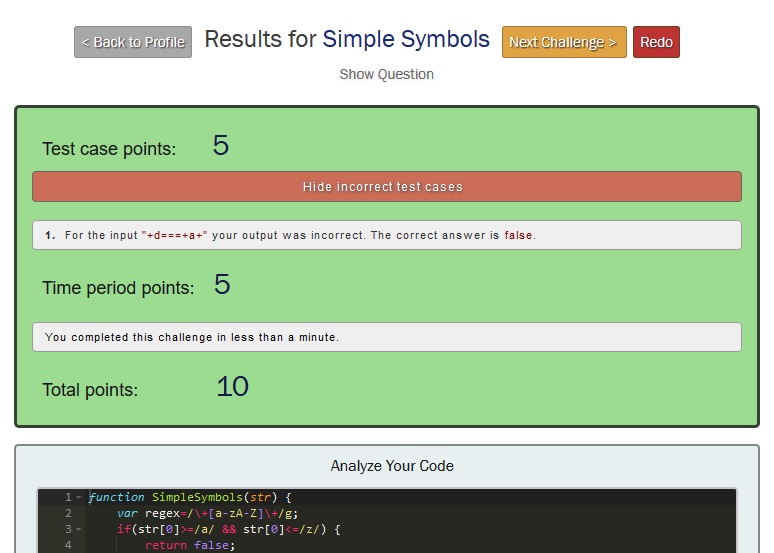 < Back to Profile Results for Simple Symbols Next Challenge > Redo
Show Question
Test case points: 5
Hide incorrect test cases
1. For the input "+d===+a+" your output was incorrect. The correct answer is false.
Time period points: 5
You completed this challenge in less than a minute.
Total points: 10
Analyze Your Code
1 function SimpleSymbols(str) {
2 var regex=/\+[a-zA-Z]\+/g;
3 if(str[0]>=/a/ && str[0]<=/z/) {
4 return false;